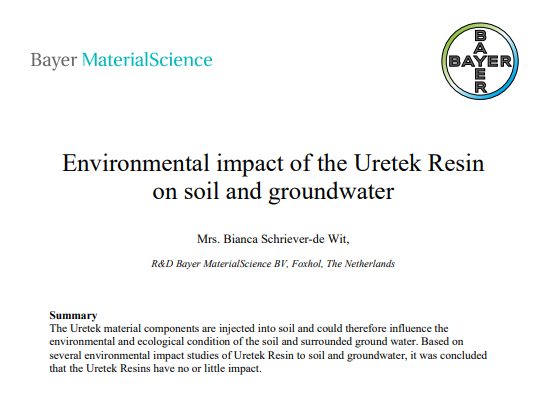 Bayer MaterialScience
BAYER
BAYER
Environmental impact of the Uretek Resin
on soil and groundwater
Mrs. Bianca Schriever-de Wit,
R&D Bayer MaterialScience BV, Foxhol, The Netherlands
Summary
The Uretek material components are injected into soil and could therefore influence the
environmental and ecological condition of the soil and surrounded ground water. Based on
several environmental impact studies of Uretek Resin to soil and groundwater, it was concluded
that the Uretek Resins have no or little impact.